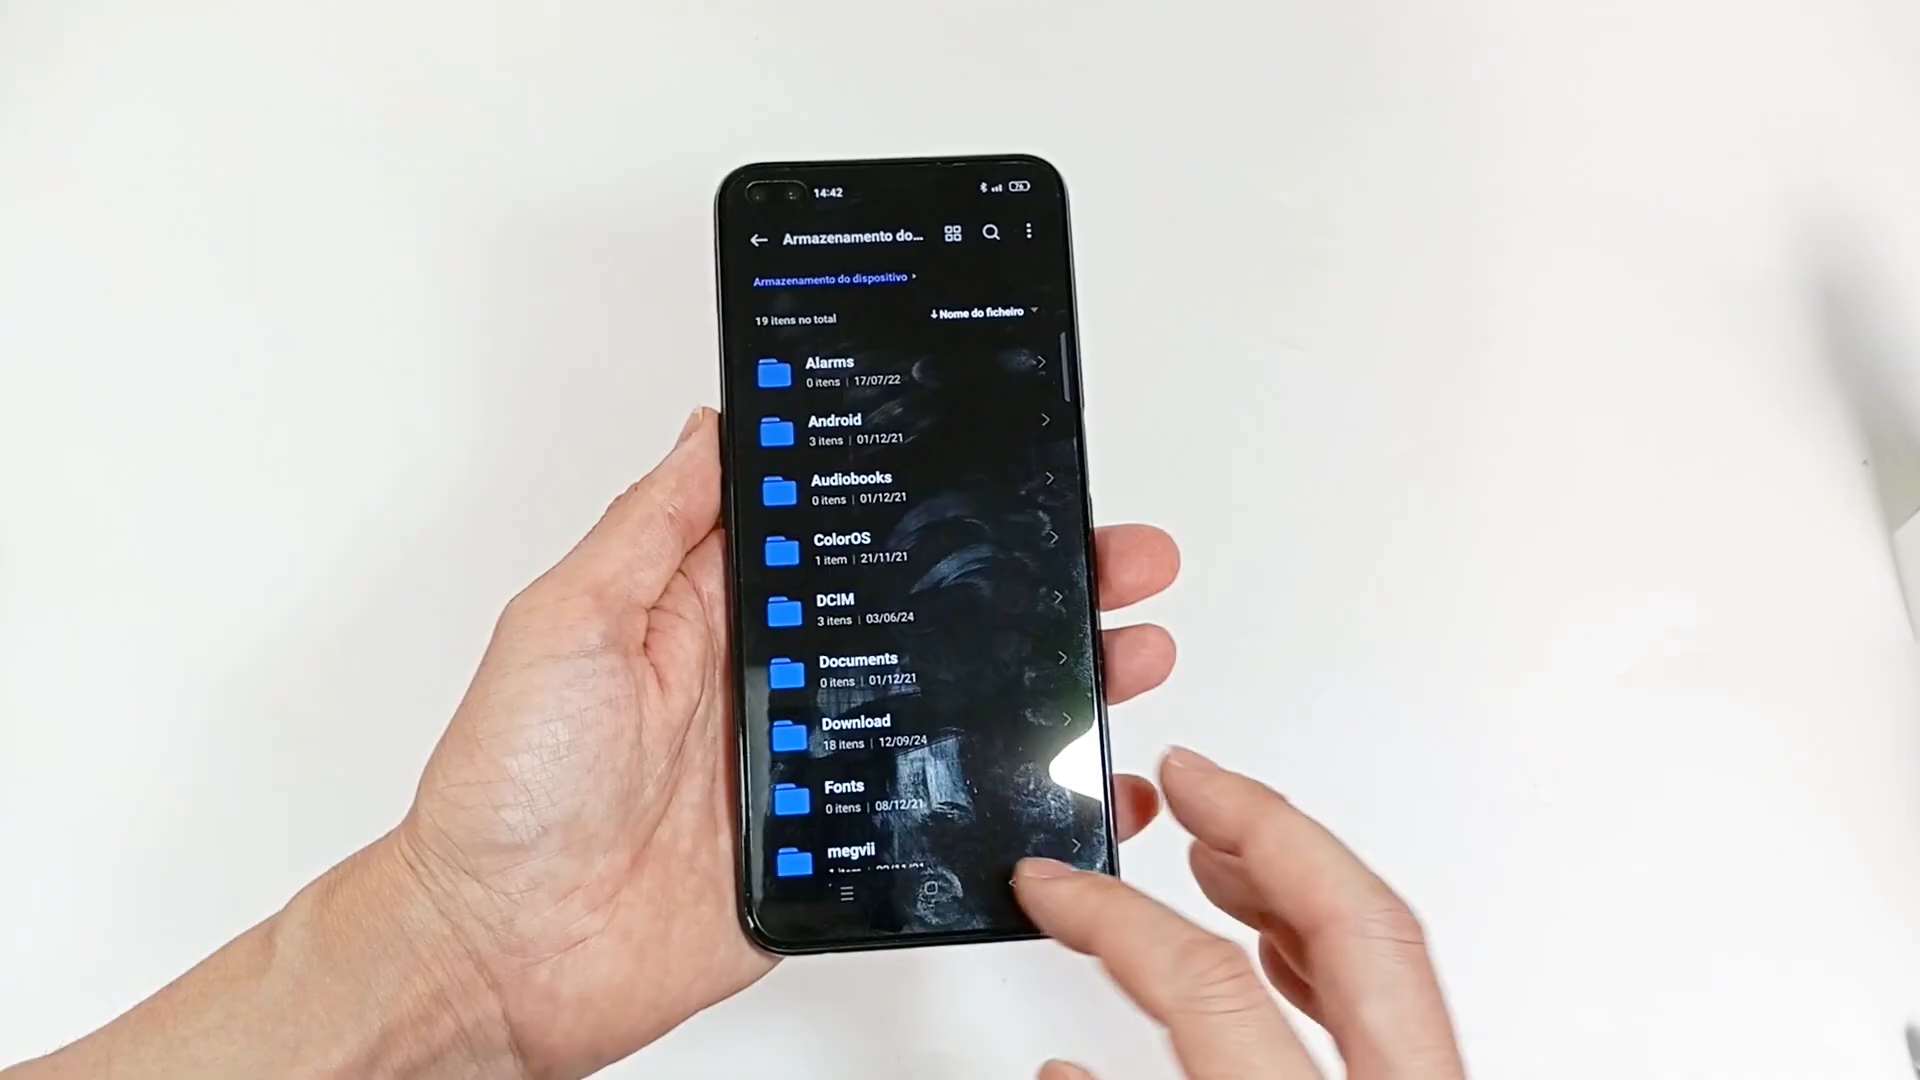 14:42
76
Armazenamento do...
Armazenamento do dispositivo
19 itens no total
Nome do ficheiro
Alarms
0 itens | 17/07/22
Android
3 itens | 01/12/21
Audiobooks
0 itens | 01/12/21
ColorOS
1 item | 21/11/21
DCIM
3 itens | 03/06/24
Documents
0 itens | 01/12/21
Download
18 itens | 12/09/24
Fonts
0 itens | 08/12/21
megvii